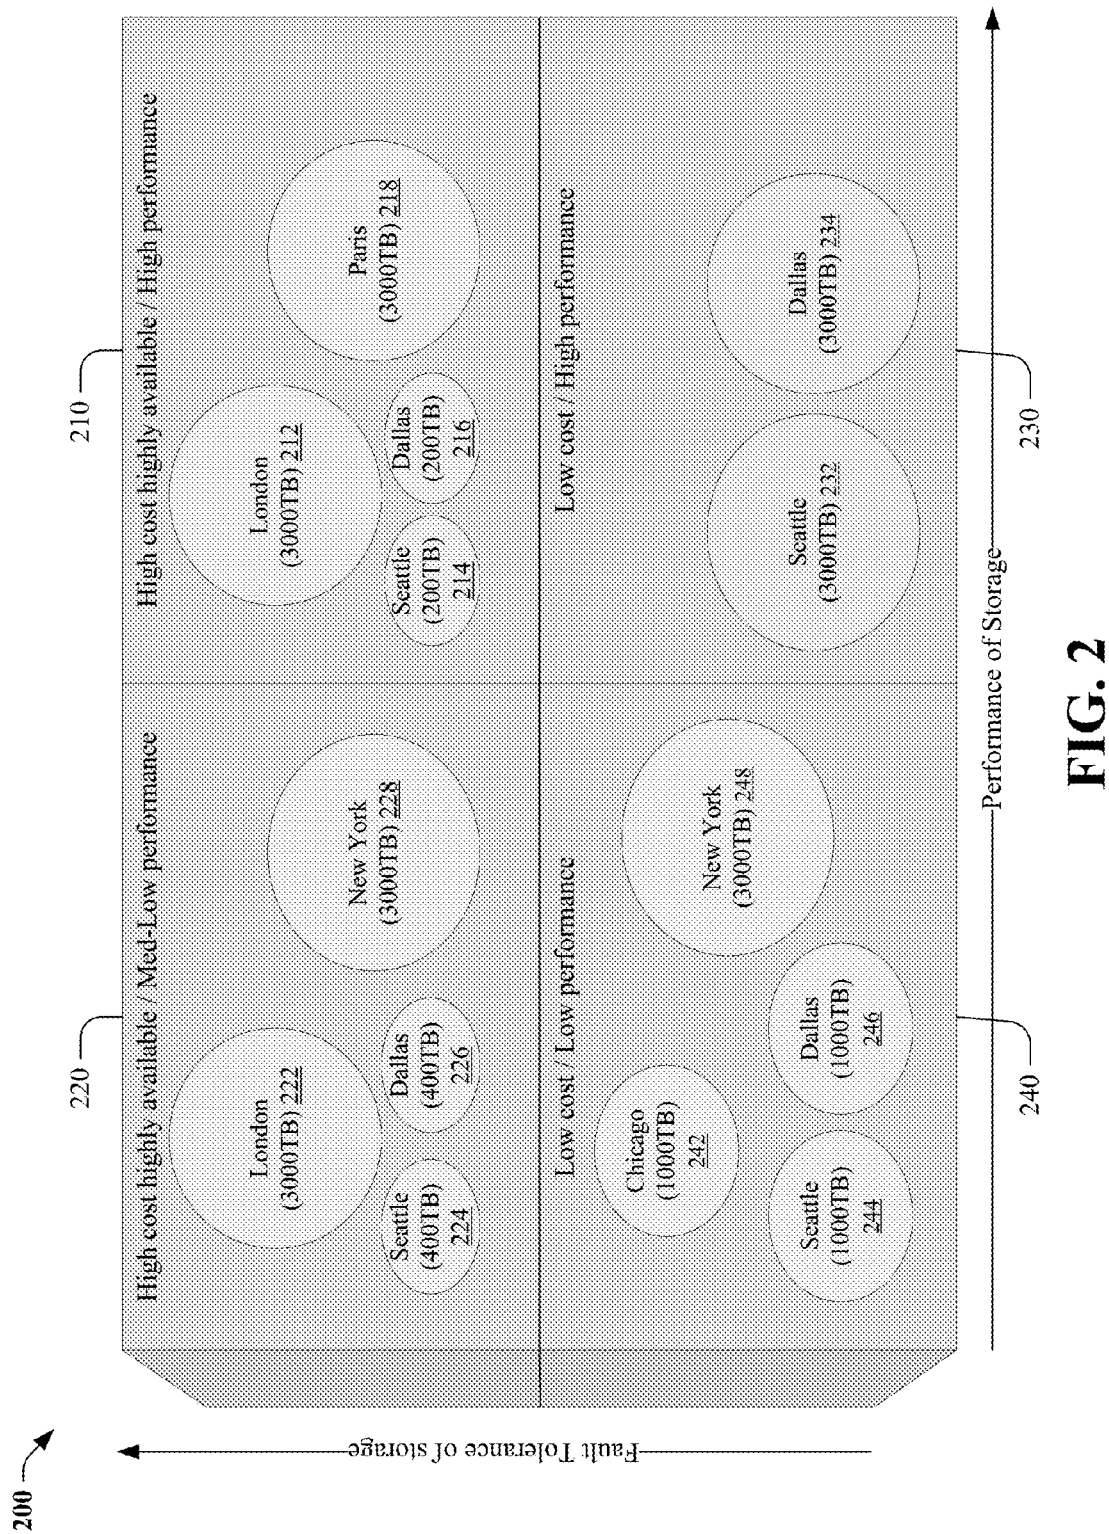 200
220
210
High cost highly available / Med-Low performance
High cost highly available / High performance
London
(3000TB) 222
Seattle
(400TB)
224
Dallas
(400TB)
226
New York
(3000TB) 228
London
(3000TB) 212
Seattle
(200TB)
214
Dallas
(200TB)
216
Paris
(3000TB) 218
Low cost / Low performance
Low cost / High performance
Chicago
(1000TB)
242
Seattle
(1000TB)
244
Dallas
(1000TB)
246
New York
(3000TB) 248
Seattle
(3000TB) 232
Dallas
(3000TB) 234
Fault Tolerance of storage
Performance of Storage
240
230
FIG. 2